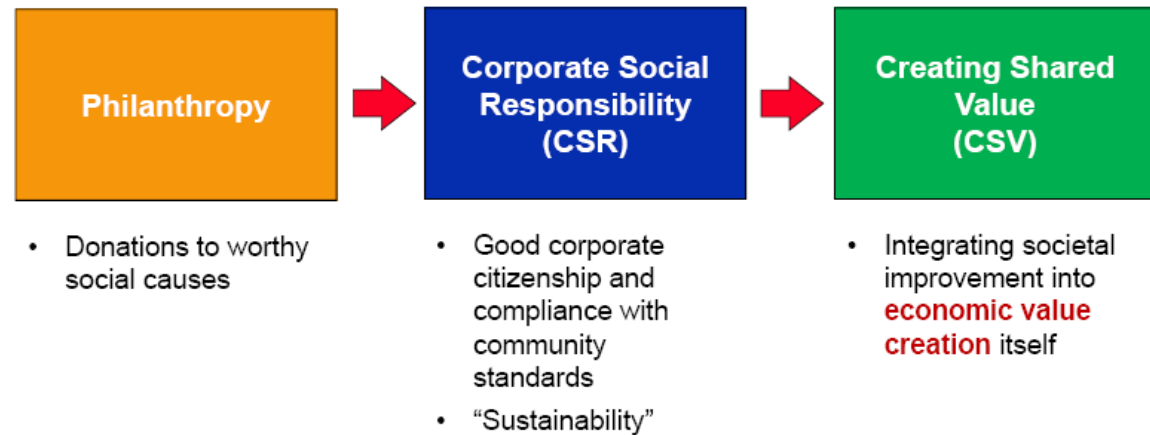 Philanthropy
Corporate Social
Responsibility
(CSR)
Creating Shared
Value
(CSV)
• Donations to worthy
social causes
• Good corporate
citizenship and
compliance with
community
standards
• “Sustainability”
• Integrating societal
improvement into
economic value
creation itself